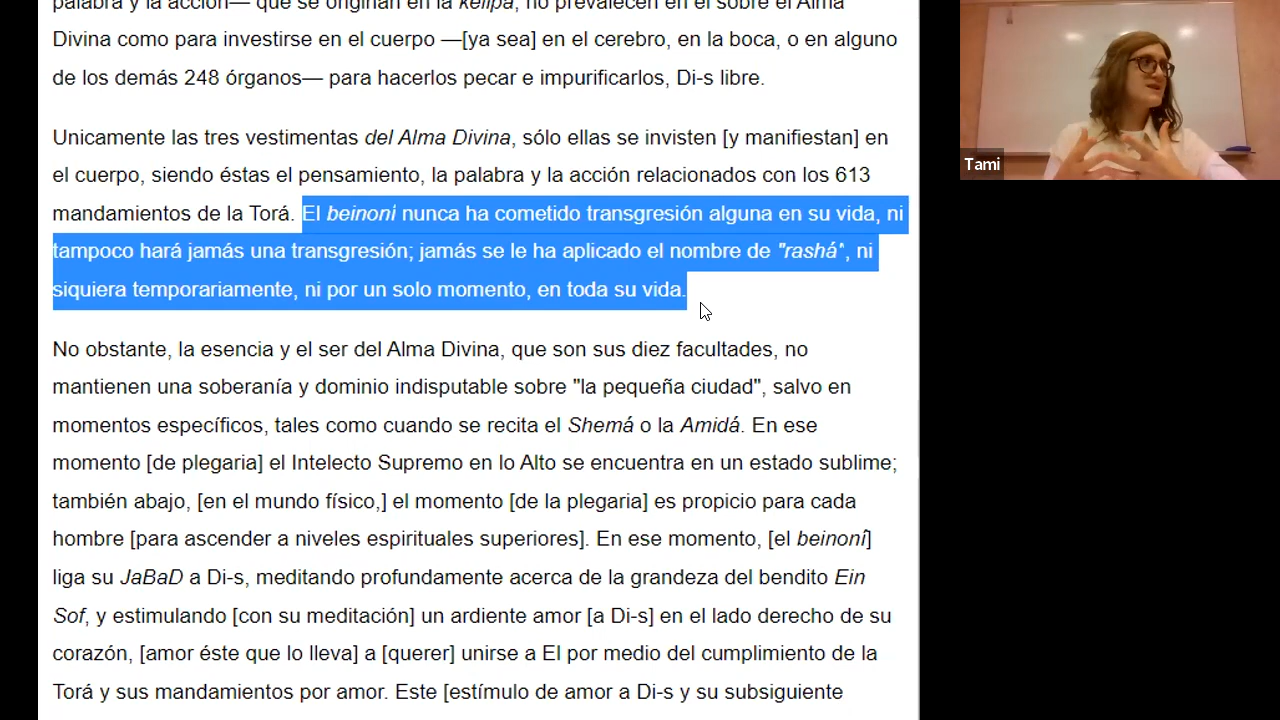 palabra y la acción— que se originan en la kelipá, no prevalecen en él sobre el Alma
Divina como para investirse en el cuerpo —[ya sea] en el cerebro, en la boca, o en alguno
de los demás 248 órganos— para hacerlos pecar e impurificarlos, Di-s libre.
Unicamente las tres vestimentas del Alma Divina, sólo ellas se invisten [y manifiestan] en
el cuerpo, siendo éstas el pensamiento, la palabra y la acción relacionados con los 613
mandamientos de la Torá. El beinoní nunca ha cometido transgresión alguna en su vida, ni
tampoco hará jamás una transgresión; jamás se le ha aplicado el nombre de "rashá", ni
siquiera temporariamente, ni por un solo momento, en toda su vida.
No obstante, la esencia y el ser del Alma Divina, que son sus diez facultades, no
mantienen una soberanía y dominio indisputable sobre "la pequeña ciudad", salvo en
momentos específicos, tales como cuando se recita el Shemá o la Amidá. En ese
momento [de plegaria] el Intelecto Supremo en lo Alto se encuentra en un estado sublime;
también abajo, [en el mundo físico,] el momento [de la plegaria] es propicio para cada
hombre [para ascender a niveles espirituales superiores]. En ese momento, [el beinoní]
liga su JaBaD a Di-s, meditando profundamente acerca de la grandeza del bendito Ein
Sof, y estimulando [con su meditación] un ardiente amor [a Di-s] en el lado derecho de su
corazón, [amor éste que lo lleva] a [querer] unirse a El por medio del cumplimiento de la
Torá y sus mandamientos por amor. Este [estímulo de amor a Di-s y su subsiguiente
Tami